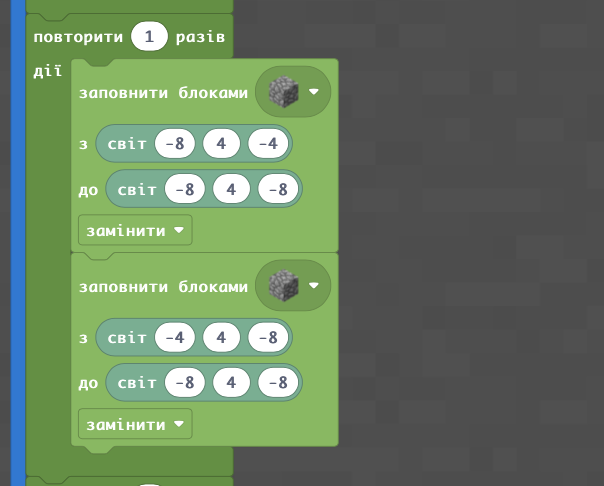 повторити 1 разів
дії
заповнити блоками
з світ -8 4 -4
до світ -8 4 -8
замінити
заповнити блоками
з світ -4 4 -8
до світ -8 4 -8
замінити